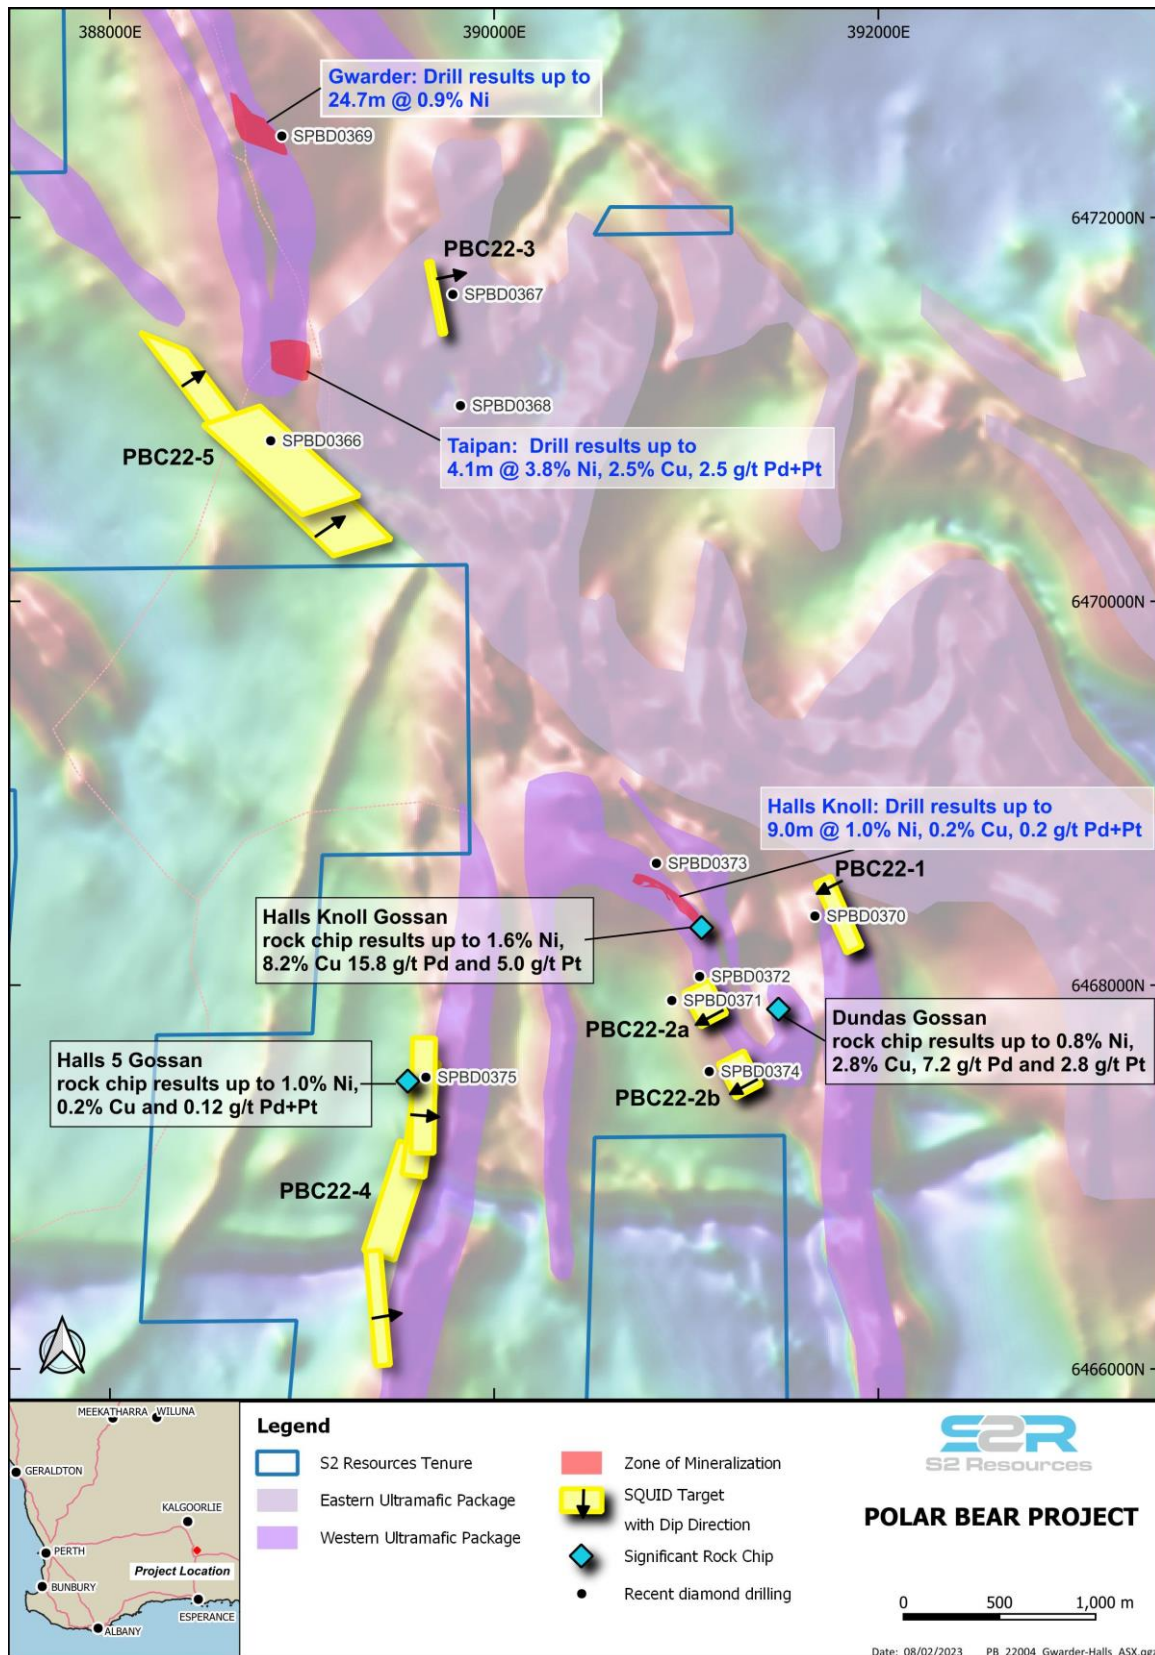 388000E
390000E
392000E
Gwarder: Drill results up to
24.7m @ 0.9% Ni
SPBD0369
6472000N
PBC22-3
SPBD0367
SPBD0368
SPBD0366
PBC22-5
Taipan: Drill results up to
4.1m @ 3.8% Ni, 2.5% Cu, 2.5 g/t Pd+Pt
6470000N
Halls Knoll: Drill results up to
9.0m @ 1.0% Ni, 0.2% Cu, 0.2 g/t Pd+Pt
SPBD0373
PBC22-1
Halls Knoll Gossan
rock chip results up to 1.6% Ni,
8.2% Cu 15.8 g/t Pd and 5.0 g/t Pt
SPBD0370
SPBD0372
6468000N
SPBD0371
PBC22-2a
Dundas Gossan
rock chip results up to 0.8% Ni,
2.8% Cu, 7.2 g/t Pd and 2.8 g/t Pt
Halls 5 Gossan
rock chip results up to 1.0% Ni,
0.2% Cu and 0.12 g/t Pd+Pt
SPBD0375
SPBD0374
PBC22-2b
PBC22-4
6466000N
MEEKATHARRA
WILUNA
GERALDTON
KALGOORLIE
PERTH
Project Location
BUNBURY
ESPERANCE
ALBANY
Legend
S2 Resources Tenure
Eastern Ultramafic Package
Western Ultramafic Package
Zone of Mineralization
SQUID Target
with Dip Direction
Significant Rock Chip
Recent diamond drilling
S2R
S2 Resources
POLAR BEAR PROJECT
0 500 1,000 m
Date: 08/02/2023 PB_22004_Gwarder-Halls_ASX.qgz